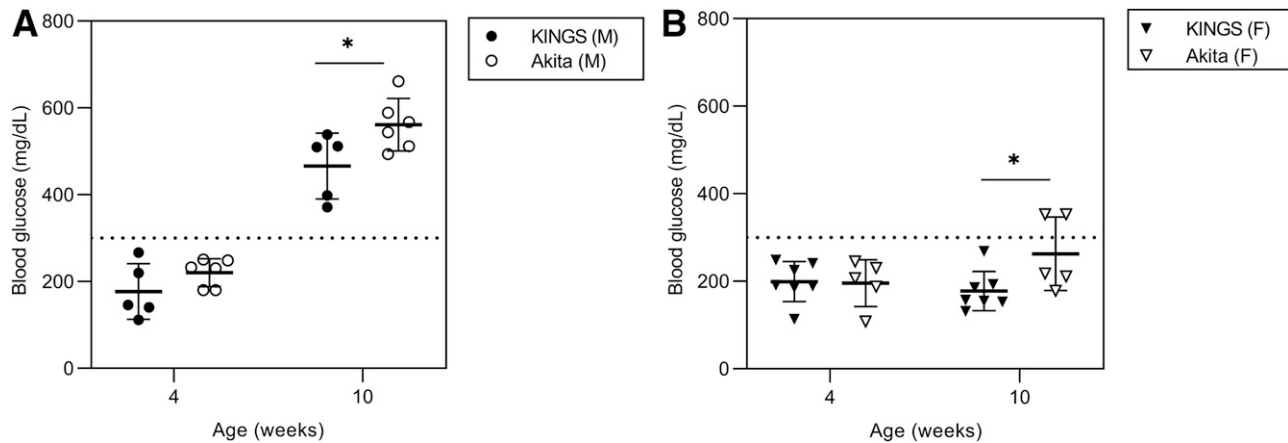 A
800
600
400
200
0
Blood glucose (mg/dL)
*
4
10
Age (weeks)
KINGS (M)
Akita (M)
B
800
600
400
200
0
Blood glucose (mg/dL)
*
4
10
Age (weeks)
KINGS (F)
Akita (F)